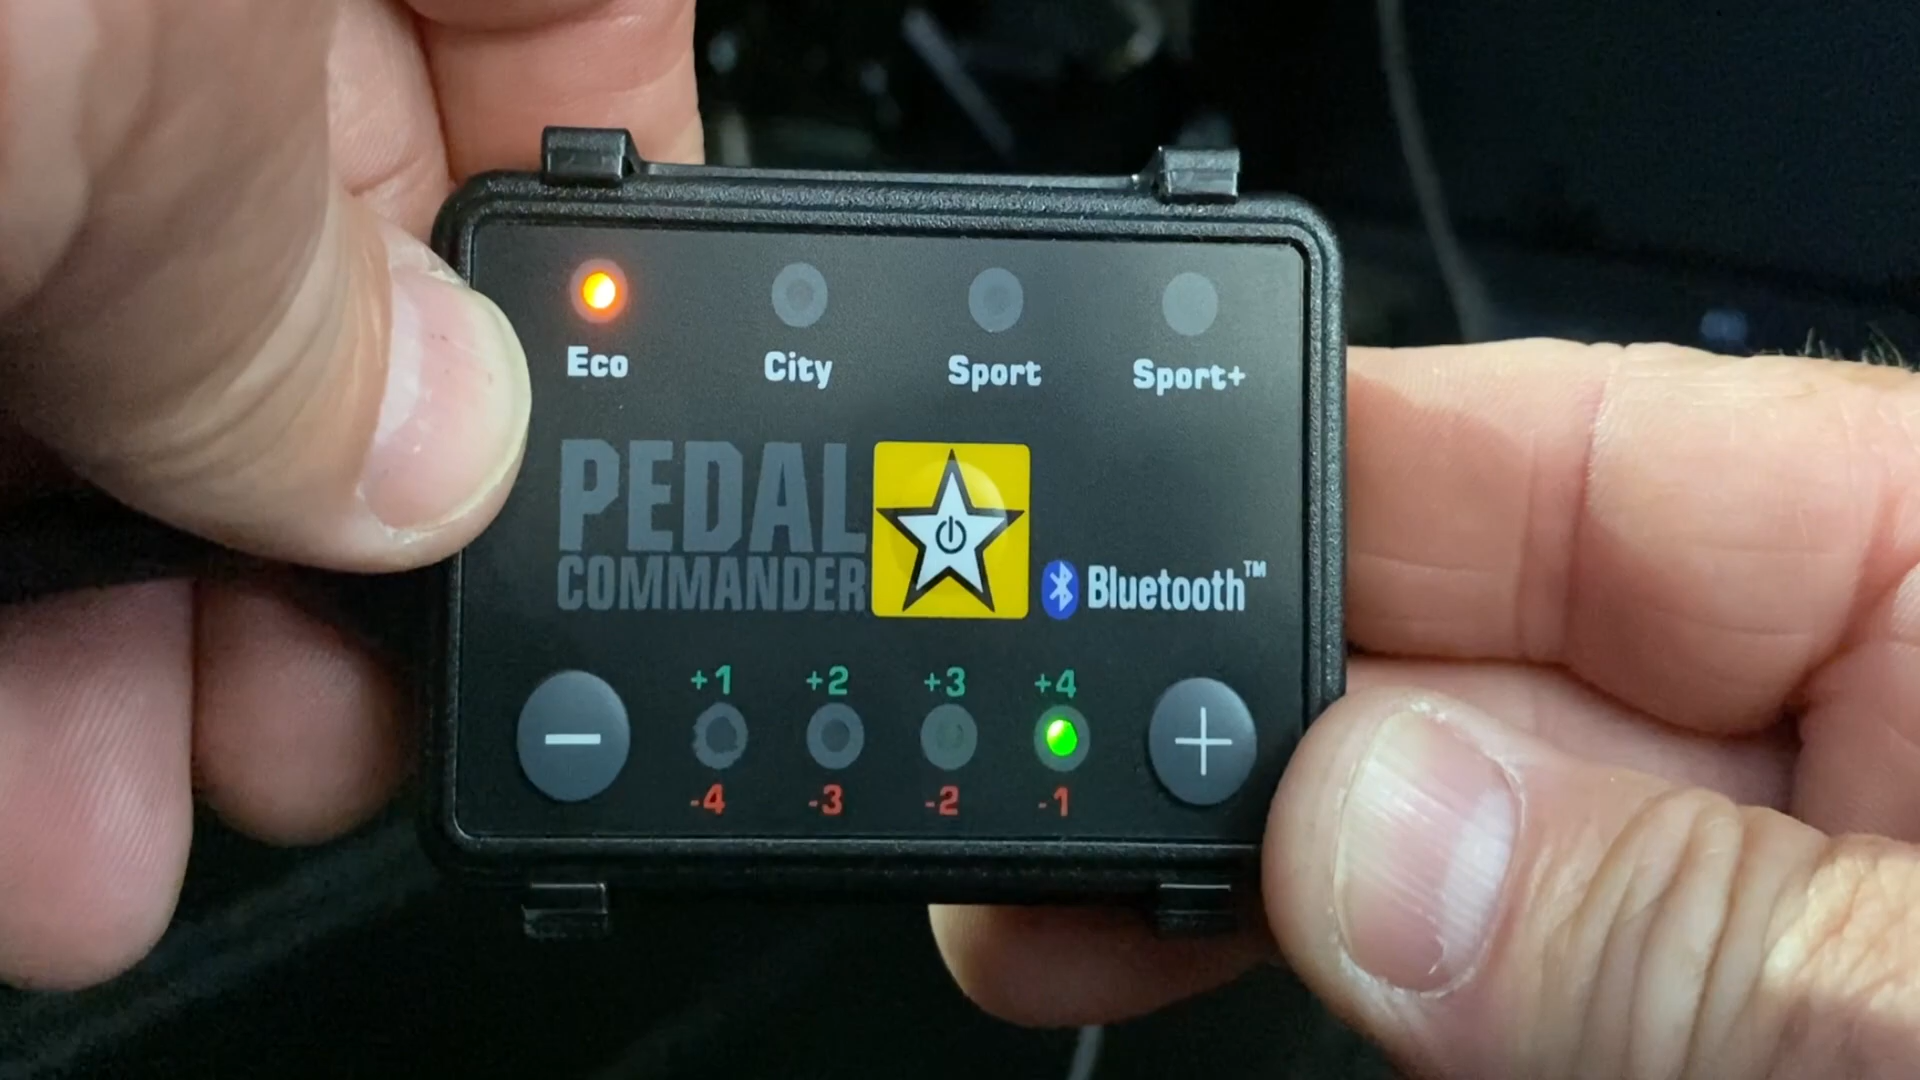 Eco City Sport Sport+
PEDAL
COMMANDER
Bluetooth™
+1 +2 +3 +4
-4 -3 -2 -1